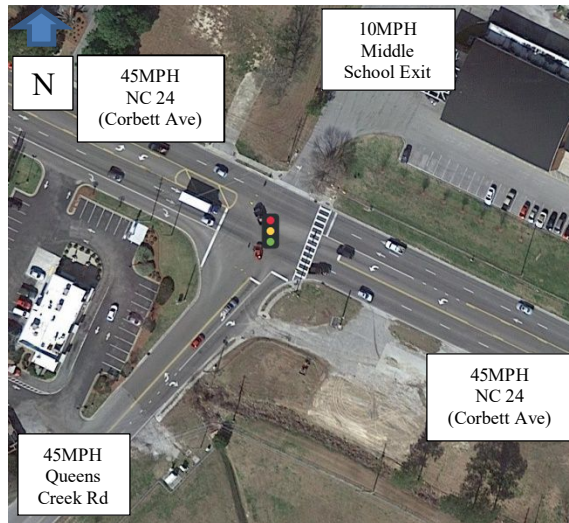 N
45MPH
NC 24
(Corbett Ave)
10MPH
Middle
School Exit
45MPH
NC 24
(Corbett Ave)
45MPH
Queens
Creek Rd